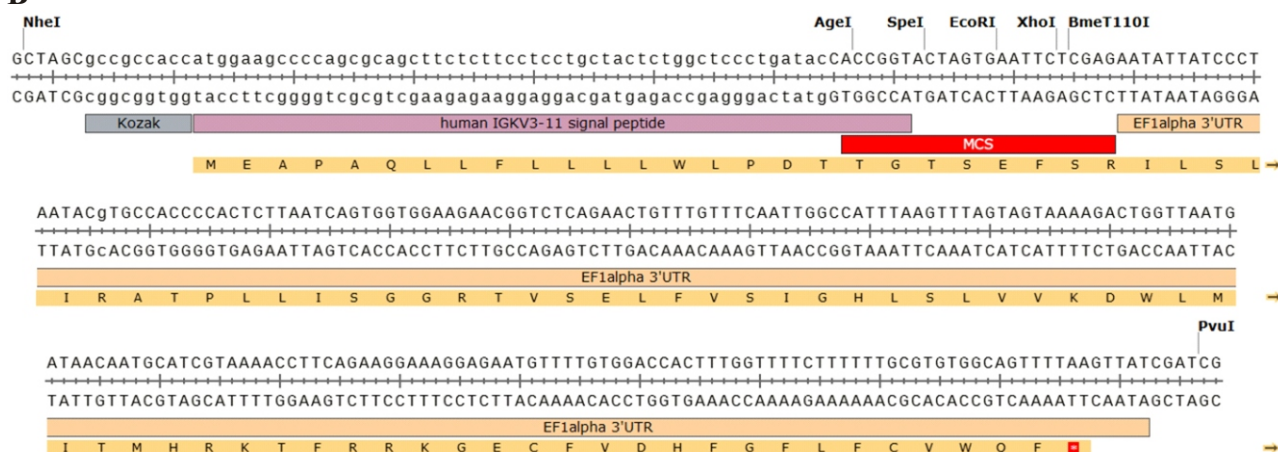 B
NheI AgeI SpeI EcoRI XhoI BmeT110I
GCTAGCgccgccaccatggaagccccagcgcagcttctcttcctcctgctactctggctccctgataccACCGGTACTAGTGAATTCTCGAGAATATTATCCCT
CGATCGcggcggtggtaccttcggggtcgcgtcgaagagaaggaggacgatgagaccgagggactatggTGGCCATGATCACTTAAGAGCTCTTATAATAGGGA
Kozak human IGKV3-11 signal peptide EF1alpha 3'UTR
MCS
M E A P A Q L L F L L L L W L P D T T G T S E F S R I L S L
AATACgTGCCACCCCACTCTTAATCAGTGGTGGAAGAACGGTCTCAGAACTGTTTGTTTCAATTGGCCATTTAAGTTTAGTAGTAAAAGACTGGTTAATG
TTATGcACGGTGGGGTGAGAATTAGTCACCACCTTCTTGCCAGAGTCTTGACAAACAAAGTTAACCGGTAAATTCAAATCATCATTTTCTGACCAATTAC
EF1alpha 3'UTR
I R A T P L L I S G G R T V S E L F V S I G H L S L V V K D W L M
PvuI
ATAACAATGCATCGTAAAACCTTCAGAAGGAAAGGAGAATGTTTTGTGGACCACTTTGGTTTTCTTTTTTGCGTGTGGCAGTTTTAAGTTATCGATCG
TATTGTTACGTAGCATTTTGGAAGTCTTCCTTTCCTCTTACAAAACACCTGGTGAAACCAAAAGAAAAAACGCACACCGTCAAAATTCAATAGCTAGC
EF1alpha 3'UTR
I T M H R K T F R R K G E C F V D H F G F L F C V W Q F *